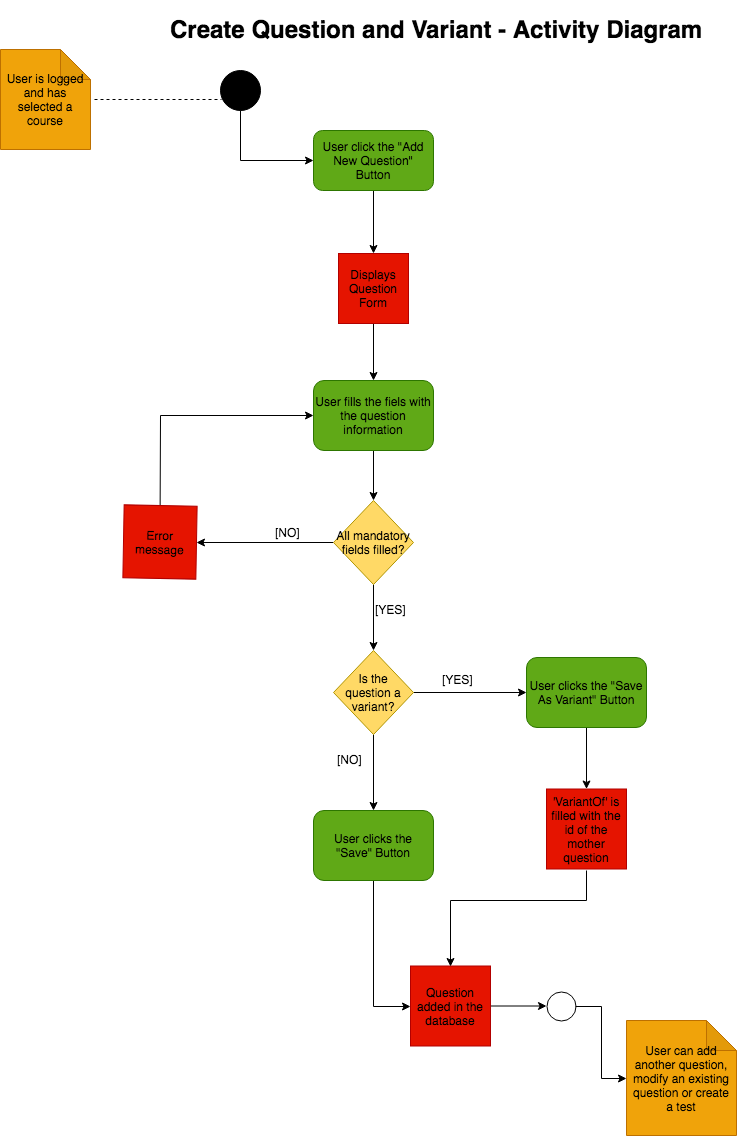 Create Question and Variant - Activity Diagram
User is logged
and has
selected a
course
User click the "Add
New Question"
Button
Displays
Question
Form
User fills the fiels with
the question
information
Error
message
[NO]
All mandatory
fields filled?
[YES]
Is the
question a
variant?
[YES]
User clicks the "Save
As Variant" Button
[NO]
'VariantOf' is
filled with the
id of the
mother
question
User clicks the
"Save" Button
Question
added in the
database
User can add
another question,
modify an existing
question or create
a test